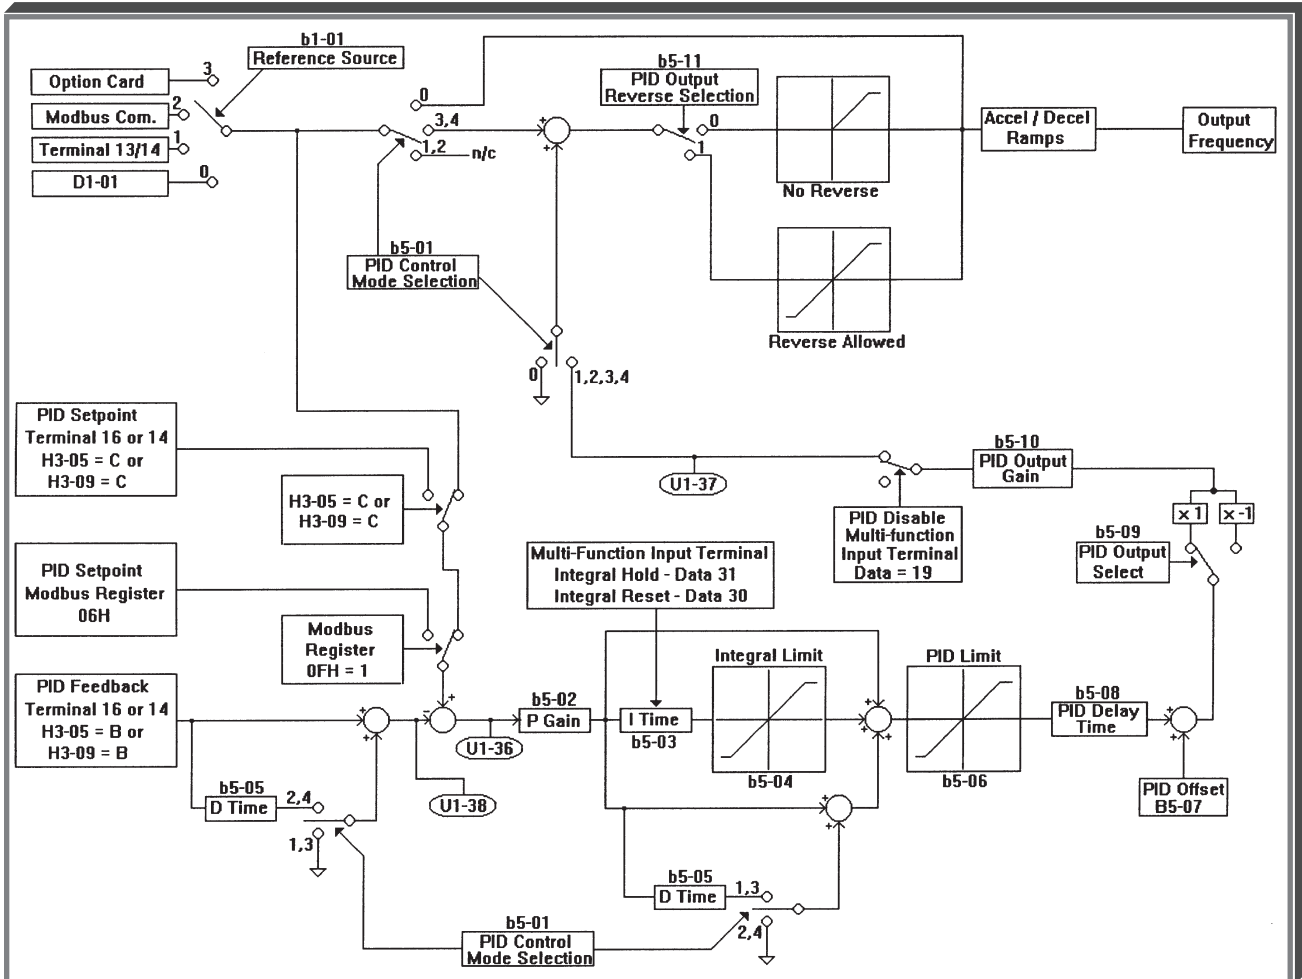 b1-01
Reference Source
Option Card
3
Modbus Com.
2
Terminal 13/14
1
D1-01
0
0
3,4
1,2
n/c
+
+
b5-11
PID Output
Reverse Selection
0
1
No Reverse
Reverse Allowed
Accel / Decel
Ramps
Output
Frequency
b5-01
PID Control
Mode Selection
0
1,2,3,4
U1-37
PID Setpoint
Terminal 16 or 14
H3-05 = C or
H3-09 = C
H3-05 = C or
H3-09 = C
PID Disable
Multi-function
Input Terminal
Data = 19
b5-10
PID Output
Gain
x 1
x -1
b5-09
PID Output
Select
PID Setpoint
Modbus Register
06H
Modbus
Register
0FH = 1
Multi-Function Input Terminal
Integral Hold - Data 31
Integral Reset - Data 30
PID Feedback
Terminal 16 or 14
H3-05 = B or
H3-09 = B
+
+
-
+
U1-36
U1-38
b5-02
P Gain
I Time
b5-03
Integral Limit
b5-04
+
+
+
PID Limit
b5-06
b5-08
PID Delay
Time
+
+
PID Offset
B5-07
b5-05
D Time
2,4
1,3
+
+
b5-05
D Time
1,3
2,4
b5-01
PID Control
Mode Selection